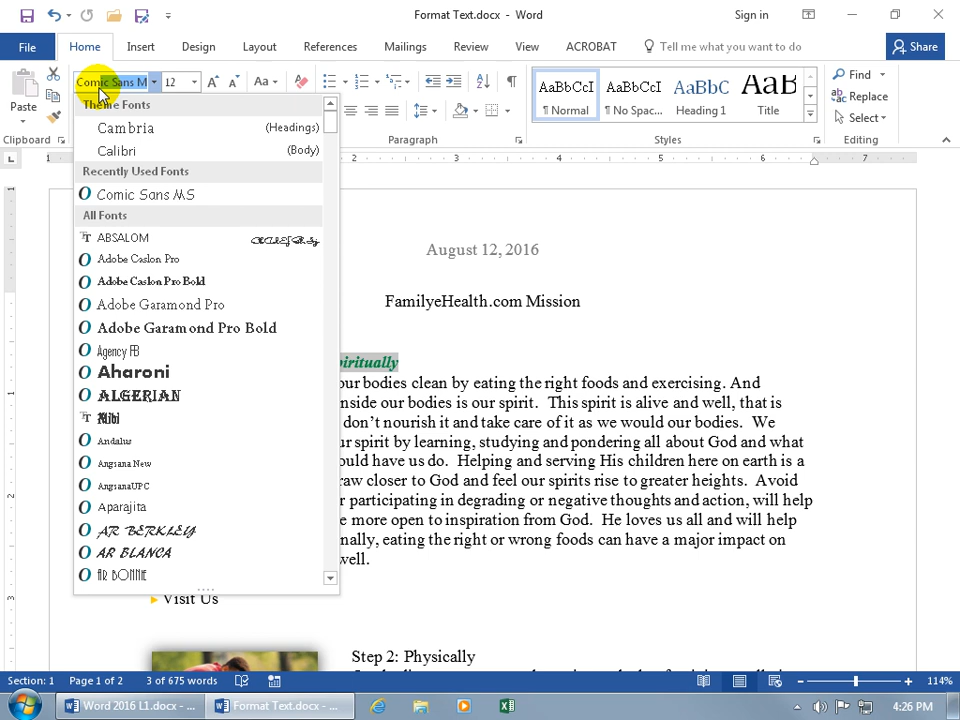 Format Text.docx - Word
Sign in
File
Home
Insert
Design
Layout
References
Mailings
Review
View
ACROBAT
Tell me what you want to do
Share
Paste
Clipboard
Comic Sans M
12
Aa
Paragraph
AaBbCcI
¶ Normal
AaBbCcI
¶ No Spac...
AaBbC
Heading 1
AaB
Title
Styles
Find
Replace
Select
Editing
Theme Fonts
Cambria (Headings)
Calibri (Body)
Recently Used Fonts
Comic Sans MS
All Fonts
ABSALOM
Adobe Caslon Pro
Adobe Caslon Pro Bold
Adobe Garamond Pro
Adobe Garamond Pro Bold
Agency FB
Aharoni
ALGERIAN
Alibi
Andalus
Angsana New
AngsanaUPC
Aparajita
AR BERKLEY
AR BLANCA
AR BONNIE
1 2 3 4 5 6 7
August 12, 2016
FamilyeHealth.com Mission
piritually
our bodies clean by eating the right foods and exercising. And
nside our bodies is our spirit. This spirit is alive and well, that is
don't nourish it and take care of it as we would our bodies. We
ur spirit by learning, studying and pondering all about God and what
ould have us do. Helping and serving His children here on earth is a
raw closer to God and feel our spirits rise to greater heights. Avoid
r participating in degrading or negative thoughts and action, will help
e more open to inspiration from God. He loves us all and will help
nally, eating the right or wrong foods can have a major impact on
well.
Visit Us
Step 2: Physically
Section: 1
Page 1 of 2
3 of 675 words
114%
Word 2016 L1.docx - ...
Format Text.docx - ...
4:26 PM